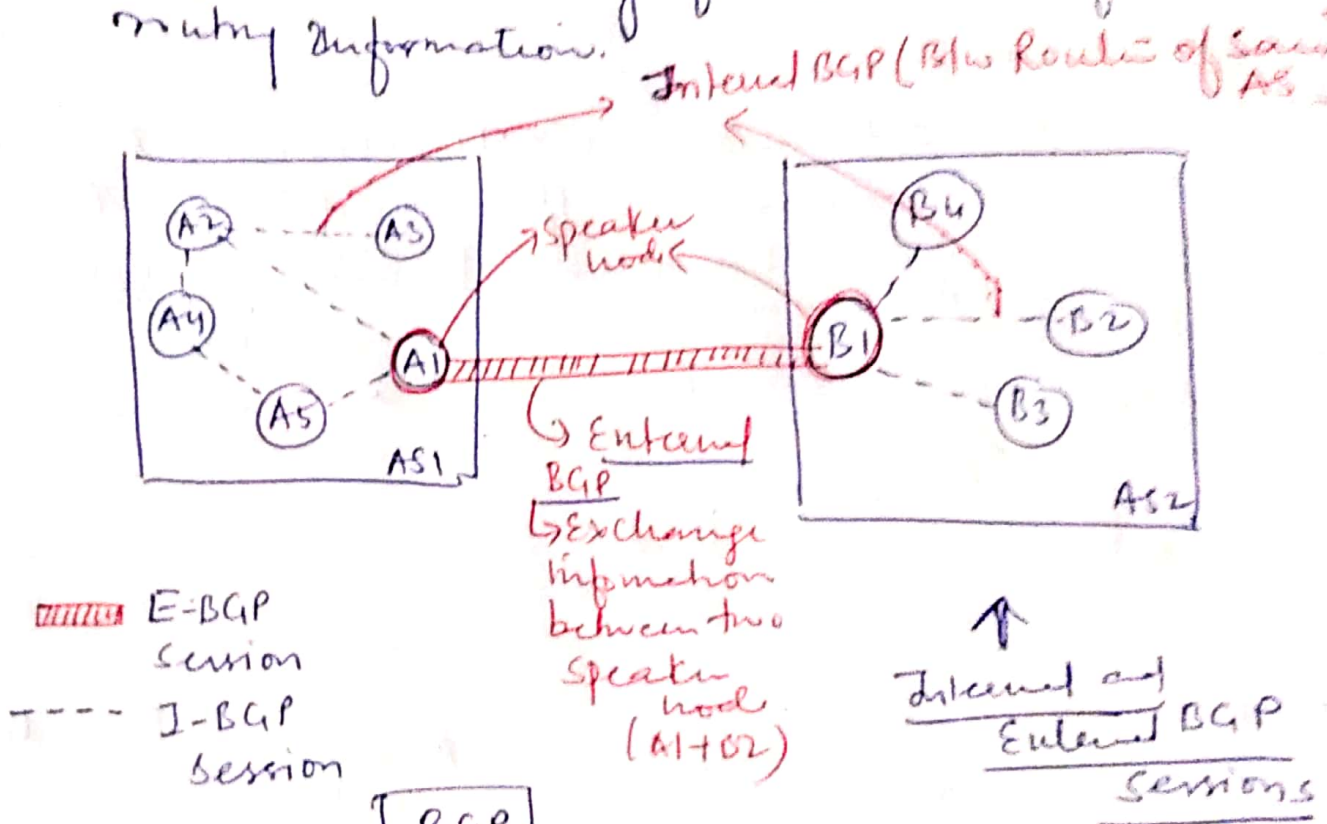 routing Information.
Internal BGP (B/w Router of Same
AS
A2
A3
A4
A1
A5
AS1
speaker
node
B4
B1
B2
B3
AS2
External
BGP
Exchange
Information
between two
speaker
node
(A1+B2)
E-BGP
session
I-BGP
session
Internal and
External BGP
sessions
BGP